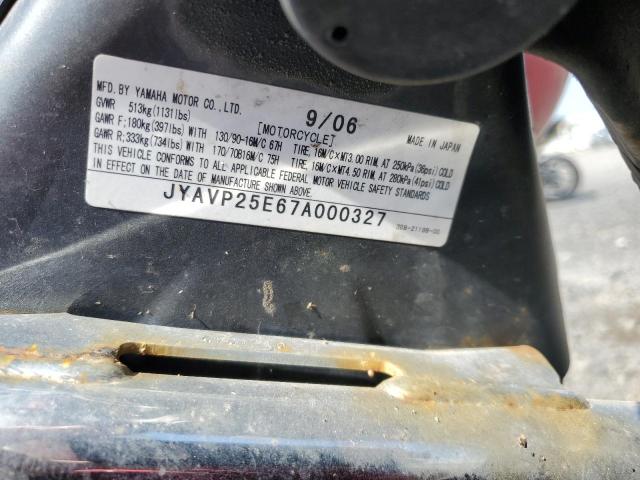 MFD. BY YAMAHA MOTOR CO., LTD. 9/06 MADE IN JAPAN
GVWR 513kg(1131lbs) [MOTORCYCLE]
GAWR F;180kg(397lbs) WITH 130/90-16M/C 67H TIRE, 16M/C×MT3.00 RIM, AT 250kPa(36psi)COLD
GAWR R;333kg(734lbs) WITH 170/70B16M/C 75H TIRE, 16M/C×MT4.50 RIM, AT 280kPa(41psi)COLD
THIS VEHICLE CONFORMS TO ALL APPLICABLE FEDERAL MOTOR VEHICLE SAFETY STANDARDS
IN EFFECT ON THE DATE OF MANUFACTURE SHOWN ABOVE.
JYAVP25E67A000327